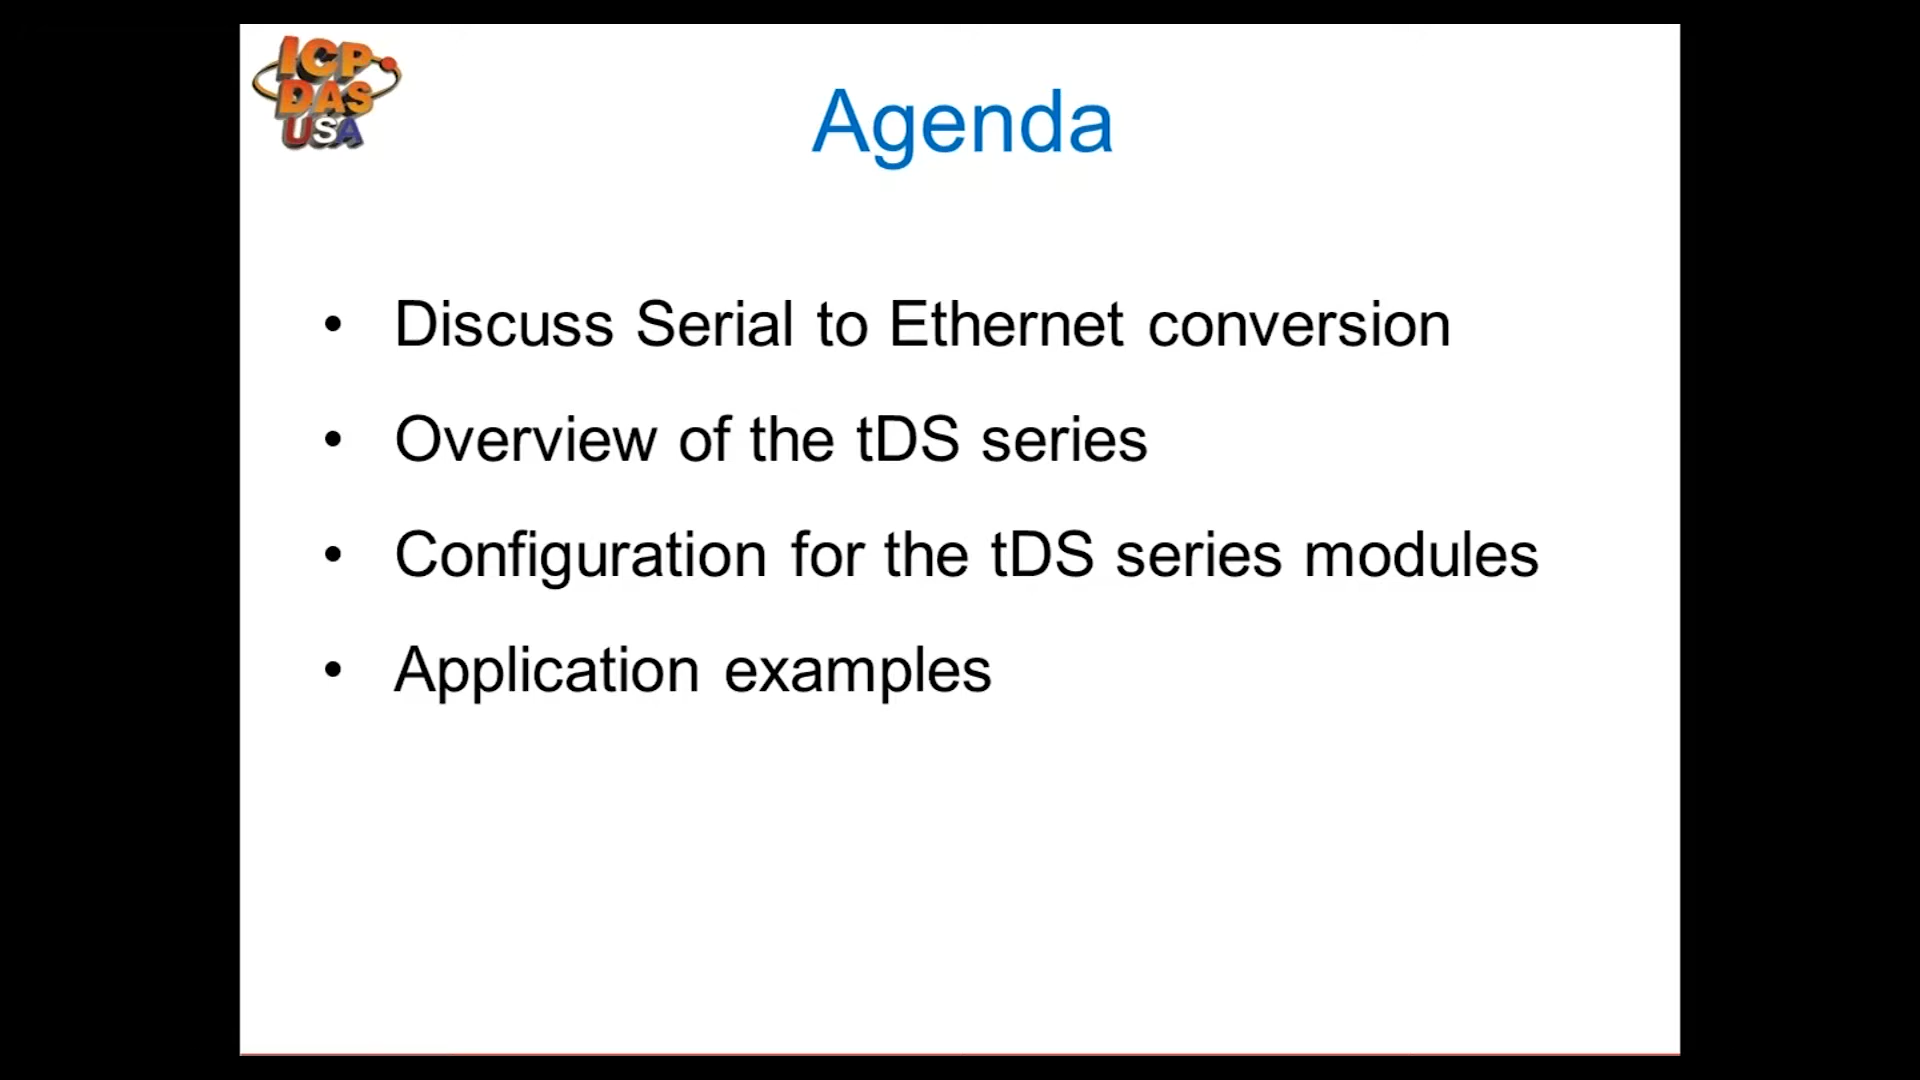 ICP
DAS
USA
Agenda
• Discuss Serial to Ethernet conversion
• Overview of the tDS series
• Configuration for the tDS series modules
• Application examples